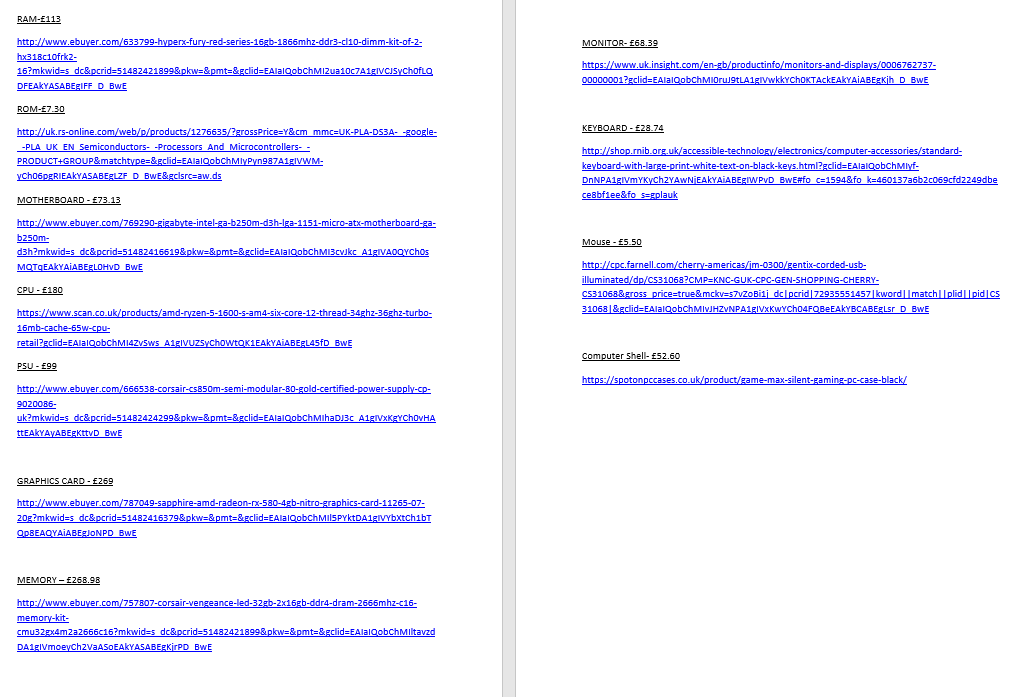 RAM-£113
http://www.ebuyer.com/633799-hyperx-fury-red-series-16gb-1866mhz-ddr3-cl10-dimm-kit-of-2-
hx318c10frk2-
16?mkwid=s_dc&pcrid=51482421899&pkw=&pmt=&gclid=EAIaIQobChMI2ua10c7A1gIVCJSyCh0fLQ
DFEAkYASABEgIFF_D_BwE
ROM-£7.30
http://uk.rs-online.com/web/p/products/1276635/?grossPrice=Y&cm_mmc=UK-PLA-DS3A-_-google-
_-PLA_UK_EN_Semiconductors-_-Processors_And_Microcontrollers-_-
PRODUCT+GROUP&matchtype=&gclid=EAIaIQobChMIyPyn987A1gIVWM-
yCh06pgRIEAkYASABEgLZF_D_BwE&gclsrc=aw.ds
MOTHERBOARD - £73.13
http://www.ebuyer.com/769290-gigabyte-intel-ga-b250m-d3h-lga-1151-micro-atx-motherboard-ga-
b250m-
d3h?mkwid=s_dc&pcrid=51482416619&pkw=&pmt=&gclid=EAIaIQobChMI3cvJkc_A1gIVA0QYCh0s
MQTqEAkYAiABEgL0HvD_BwE
CPU - £180
https://www.scan.co.uk/products/amd-ryzen-5-1600-s-am4-six-core-12-thread-34ghz-36ghz-turbo-
16mb-cache-65w-cpu-
retail?gclid=EAIaIQobChMI4ZvSws_A1gIVUZSyCh0WtQK1EAkYAiABEgL45fD_BwE
PSU - £99
http://www.ebuyer.com/666538-corsair-cs850m-semi-modular-80-gold-certified-power-supply-cp-
9020086-
uk?mkwid=s_dc&pcrid=51482424299&pkw=&pmt=&gclid=EAIaIQobChMIhaDJ3c_A1gIVxKgYCh0vHA
ttEAkYAyABEgKttvD_BwE
GRAPHICS CARD - £269
http://www.ebuyer.com/787049-sapphire-amd-radeon-rx-580-4gb-nitro-graphics-card-11265-07-
20g?mkwid=s_dc&pcrid=51482416379&pkw=&pmt=&gclid=EAIaIQobChMIl5PYktDA1gIVYbXtCh1bT
Qp8EAQYAiABEgJoNPD_BwE
MEMORY – £268.98
http://www.ebuyer.com/757807-corsair-vengeance-led-32gb-2x16gb-ddr4-dram-2666mhz-c16-
memory-kit-
cmu32gx4m2a2666c16?mkwid=s_dc&pcrid=51482421899&pkw=&pmt=&gclid=EAIaIQobChMIltavzd
DA1gIVmoeyCh2VaASoEAkYASABEgKjrPD_BwE
MONITOR- £68.39
https://www.uk.insight.com/en-gb/productinfo/monitors-and-displays/0006762737-
00000001?gclid=EAIaIQobChMI0ruJ9tLA1gIVwkkYCh0KTAckEAkYAiABEgKjh_D_BwE
KEYBOARD - £28.74
http://shop.rnib.org.uk/accessible-technology/electronics/computer-accessories/standard-
keyboard-with-large-print-white-text-on-black-keys.html?gclid=EAIaIQobChMIyf-
DnNPA1gIVmYKyCh2YAwNjEAkYAiABEgIWPvD_BwE#fo_c=1594&fo_k=460137a6b2c069cfd2249dbe
ce8bf1ee&fo_s=gplauk
Mouse - £5.50
http://cpc.farnell.com/cherry-americas/jm-0300/gentix-corded-usb-
illuminated/dp/CS31068?CMP=KNC-GUK-CPC-GEN-SHOPPING-CHERRY-
CS31068&gross_price=true&mckv=s7vZoBi1j_dc|pcrid|72935551457|kword||match||plid||pid|CS
31068|&gclid=EAIaIQobChMIvJHZvNPA1gIVxKwYCh04FQBeEAkYBCABEgLsr_D_BwE
Computer Shell- £52.60
https://spotonpccases.co.uk/product/game-max-silent-gaming-pc-case-black/